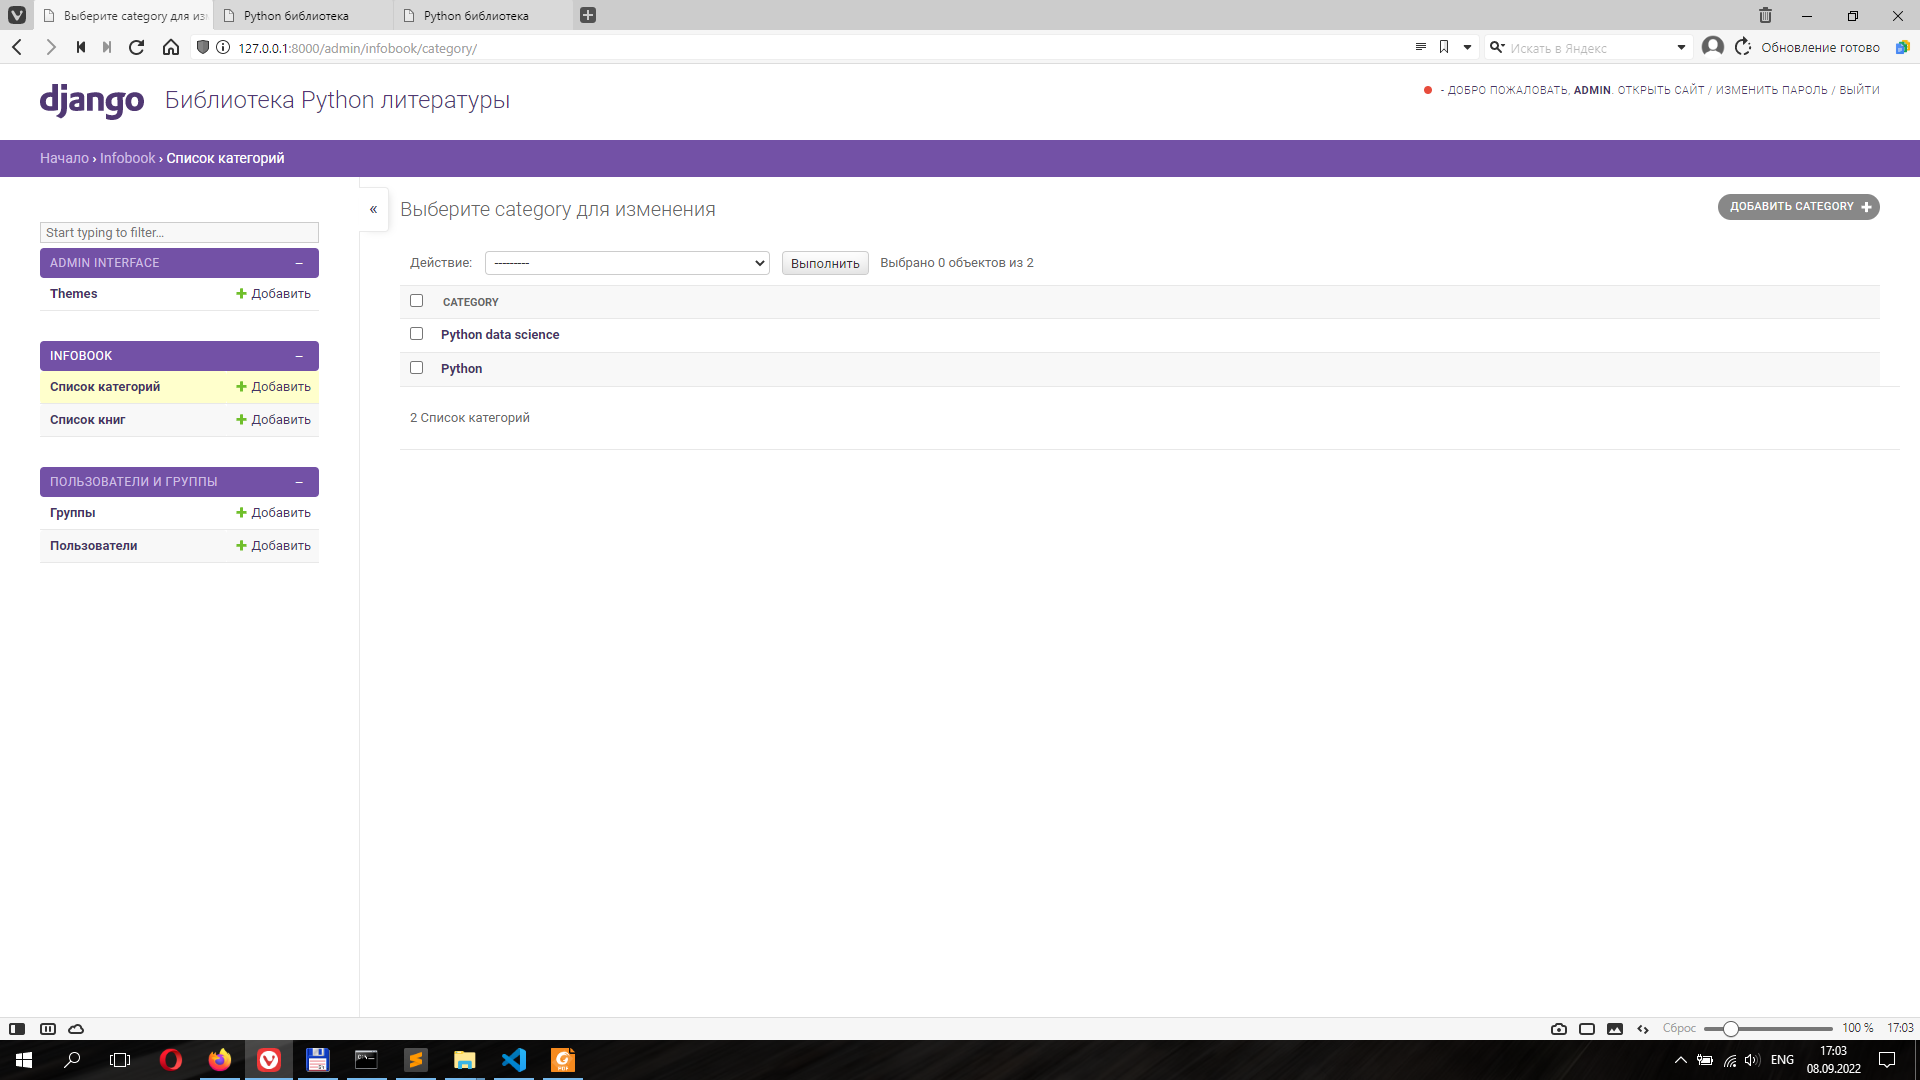 Выберите category для из
Python библиотека
Python библиотека
127.0.0.1:8000/admin/infobook/category/
Искать в Яндекс
Обновление готово
django
Библиотека Python литературы
- ДОБРО ПОЖАЛОВАТЬ, ADMIN. ОТКРЫТЬ САЙТ / ИЗМЕНИТЬ ПАРОЛЬ / ВЫЙТИ
Начало › Infobook › Список категорий
Start typing to filter...
ADMIN INTERFACE
Themes
Добавить
INFOBOOK
Список категорий
Добавить
Список книг
Добавить
ПОЛЬЗОВАТЕЛИ И ГРУППЫ
Группы
Добавить
Пользователи
Добавить
«
Выберите category для изменения
ДОБАВИТЬ CATEGORY
Действие:
---------
Выполнить
Выбрано 0 объектов из 2
CATEGORY
Python data science
Python
2 Список категорий
Сброс
100 %
17:03
ENG
17:03
08.09.2022